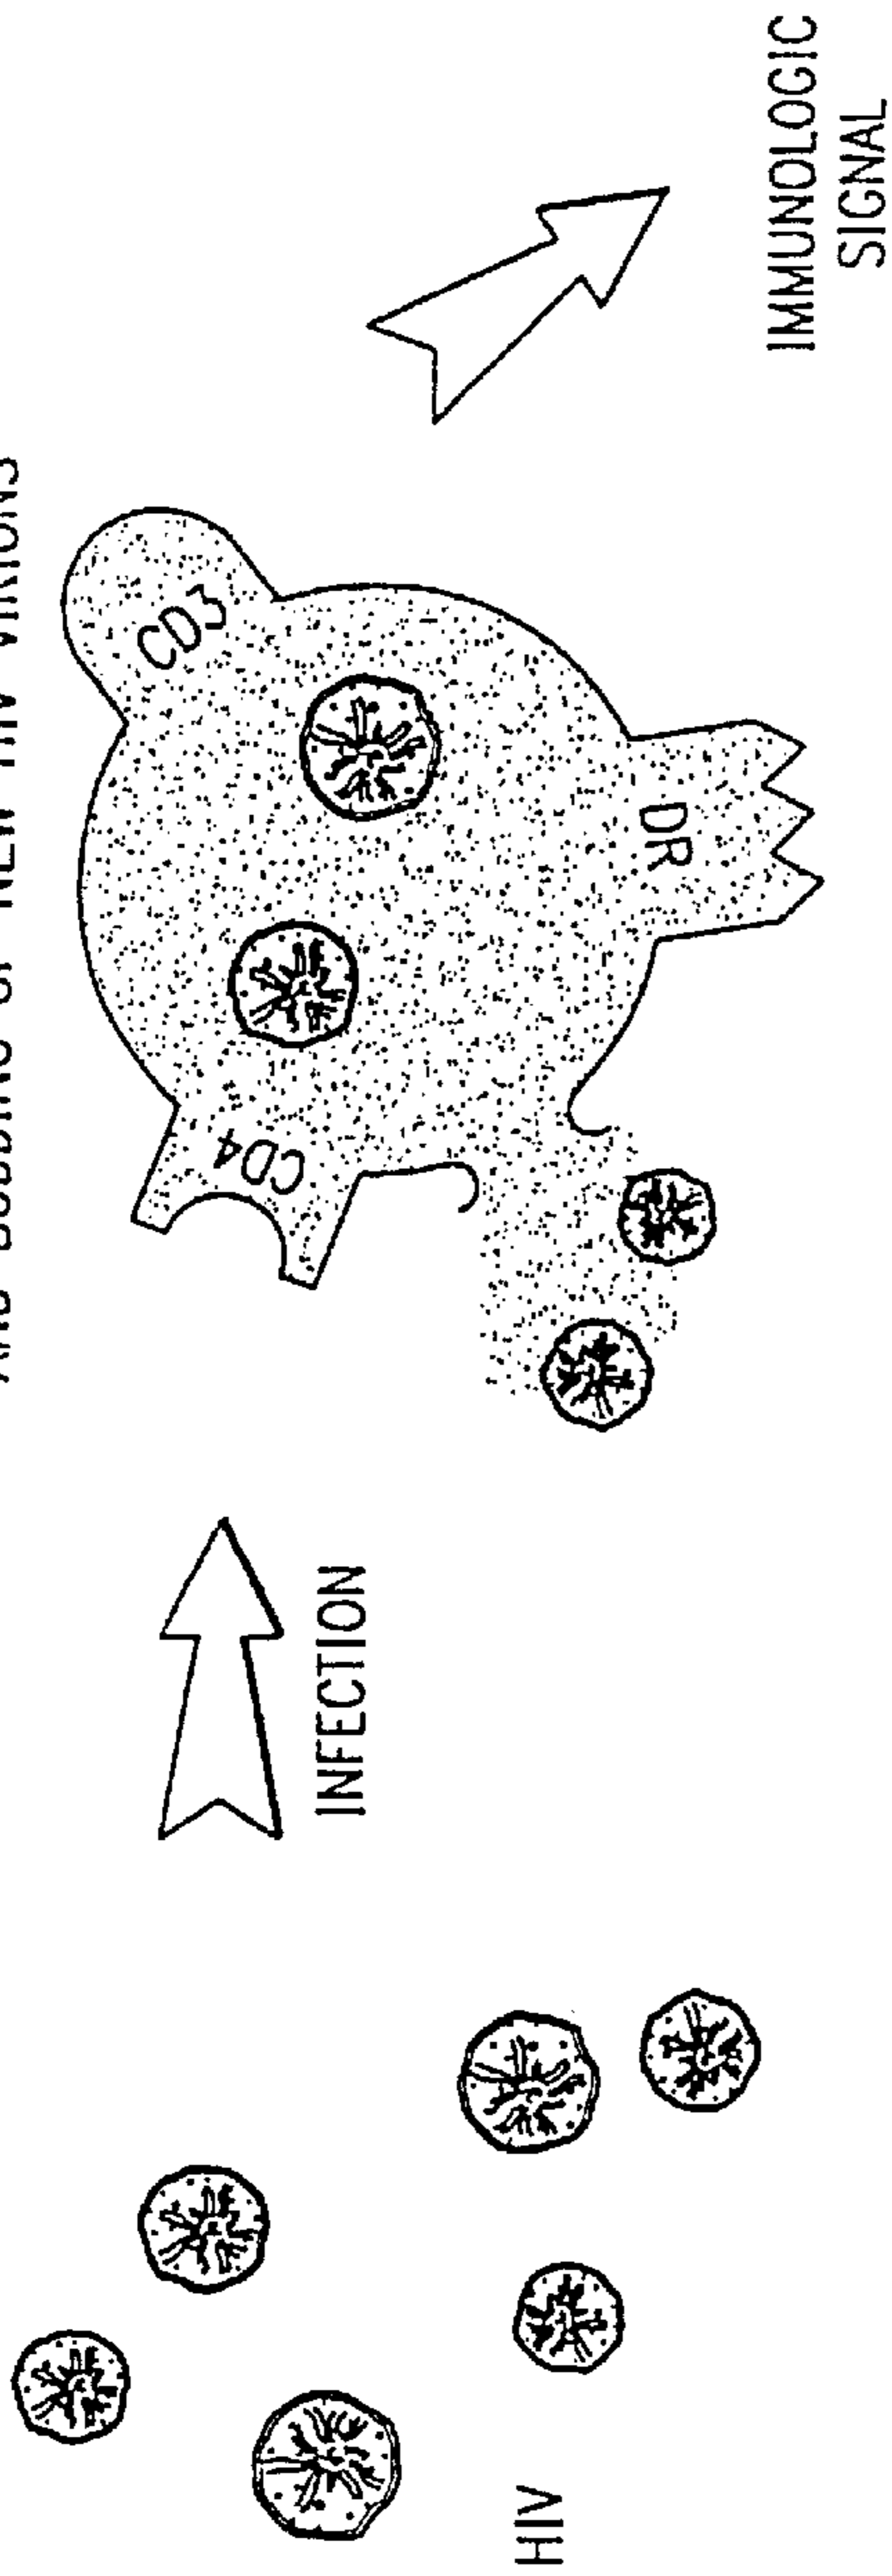 AND BUDDING OF NEW HIV VIRIONS
HIV
INFECTION
CD4
CD3
DR
IMMUNOLOGIC
SIGNAL